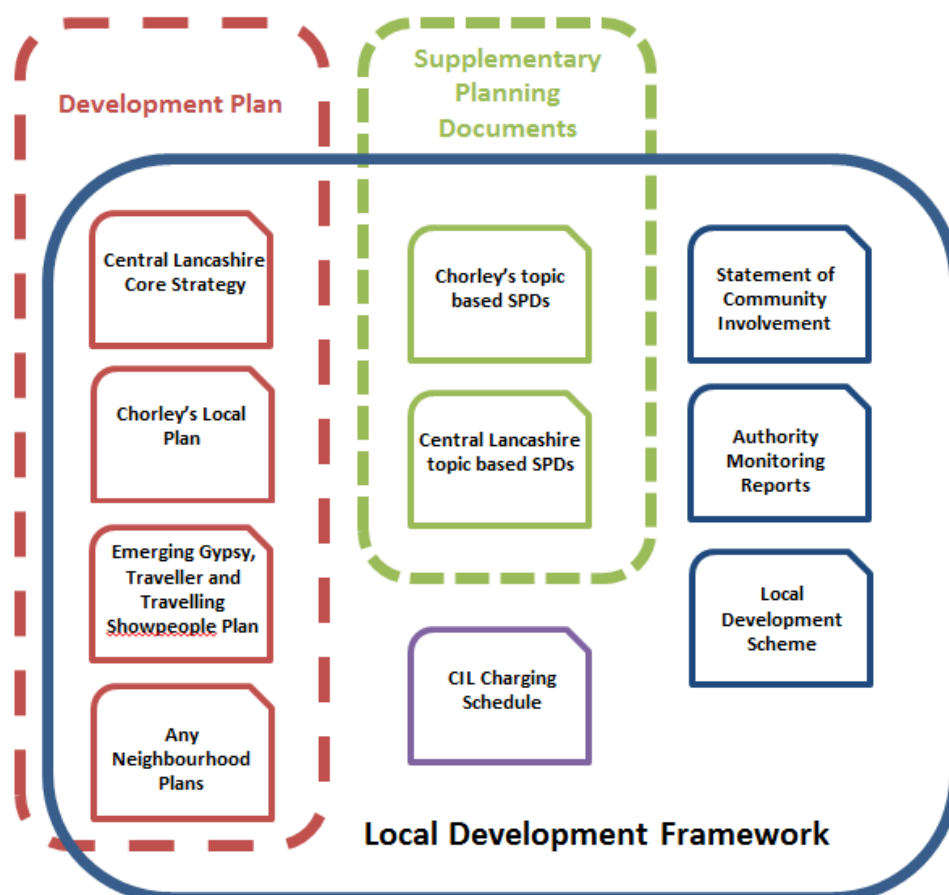 Development Plan
Central Lancashire
Core Strategy
Chorley’s Local
Plan
Emerging Gypsy,
Traveller and
Travelling
Showpeople Plan
Any
Neighbourhood
Plans
Supplementary
Planning
Documents
Chorley’s topic
based SPDs
Central Lancashire
topic based SPDs
CIL Charging
Schedule
Statement of
Community
Involvement
Authority
Monitoring
Reports
Local
Development
Scheme
Local Development Framework